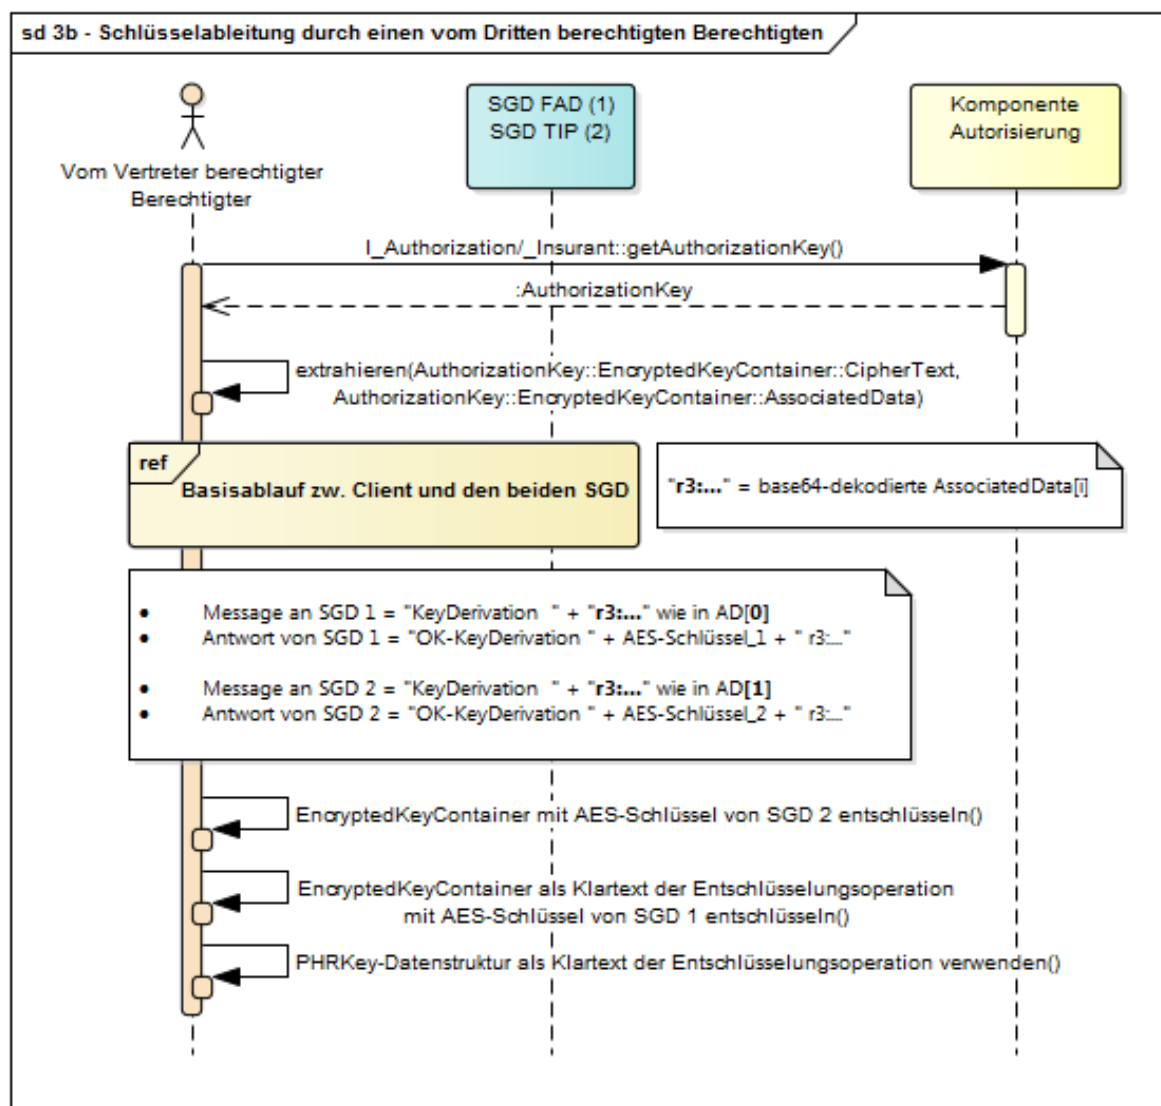 sd 3b - Schlüsselableitung durch einen vom Dritten berechtigten Berechtigten
SGD FAD (1)
SGD TIP (2)
Komponente
Autorisierung
Vom Vertreter berechtigter
Berechtigter
I_Authorization/_Insurant::getAuthorizationKey()
:AuthorizationKey
extrahieren(AuthorizationKey::EncryptedKeyContainer::CipherText,
AuthorizationKey::EncryptedKeyContainer::AssociatedData)
ref
Basisablauf zw. Client und den beiden SGD
"r3:..." = base64-dekodierte AssociatedData[i]
• Message an SGD 1 = "KeyDerivation " + "r3:..." wie in AD[0]
• Antwort von SGD 1 = "OK-KeyDerivation " + AES-Schlüssel_1 + " r3:..."
• Message an SGD 2 = "KeyDerivation " + "r3:..." wie in AD[1]
• Antwort von SGD 2 = "OK-KeyDerivation " + AES-Schlüssel_2 + " r3:..."
EncryptedKeyContainer mit AES-Schlüssel von SGD 2 entschlüsseln()
EncryptedKeyContainer als Klartext der Entschlüsselungsoperation
mit AES-Schlüssel von SGD 1 entschlüseln()
PHRKey-Datenstruktur als Klartext der Entschlüsselungsoperation verwenden()